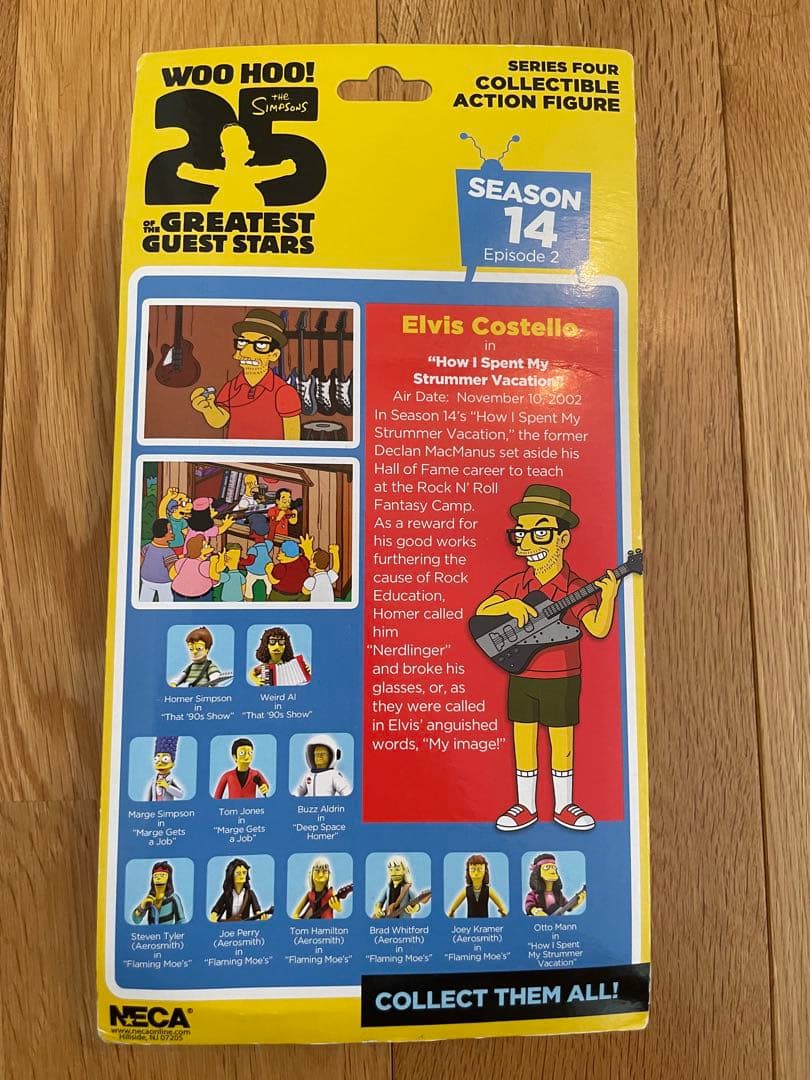 WOO HOO!
THE
SIMPSONS
25
OF THE GREATEST
GUEST STARS
SERIES FOUR
COLLECTIBLE
ACTION FIGURE
SEASON
14
Episode 2
Elvis Costello
in
“How I Spent My
Strummer Vacation”
Air Date: November 10, 2002
In Season 14’s “How I Spent My
Strummer Vacation,” the former
Declan MacManus set aside his
Hall of Fame career to teach
at the Rock N’ Roll
Fantasy Camp.
As a reward for
his good works
furthering the
cause of Rock
Education,
Homer called
him
“Nerdlinger”
and broke his
glasses, or, as
they were called
in Elvis’ anguished
words, “My image!”
Homer Simpson
in
“That ’90s Show”
Weird Al
in
“That ’90s Show”
Marge Simpson
in
“Marge Gets
a Job”
Tom Jones
in
“Marge Gets
a Job”
Buzz Aldrin
in
“Deep Space
Homer”
Steven Tyler
(Aerosmith)
in
“Flaming Moe’s”
Joe Perry
(Aerosmith)
in
“Flaming Moe’s”
Tom Hamilton
(Aerosmith)
in
“Flaming Moe’s”
Brad Whitford
(Aerosmith)
in
“Flaming Moe’s”
Joey Kramer
(Aerosmith)
in
“Flaming Moe’s”
Otto Mann
in
“How I Spent
My Strummer
Vacation”
COLLECT THEM ALL!
NECA®
www.necaonline.com
Hillside, NJ 07205